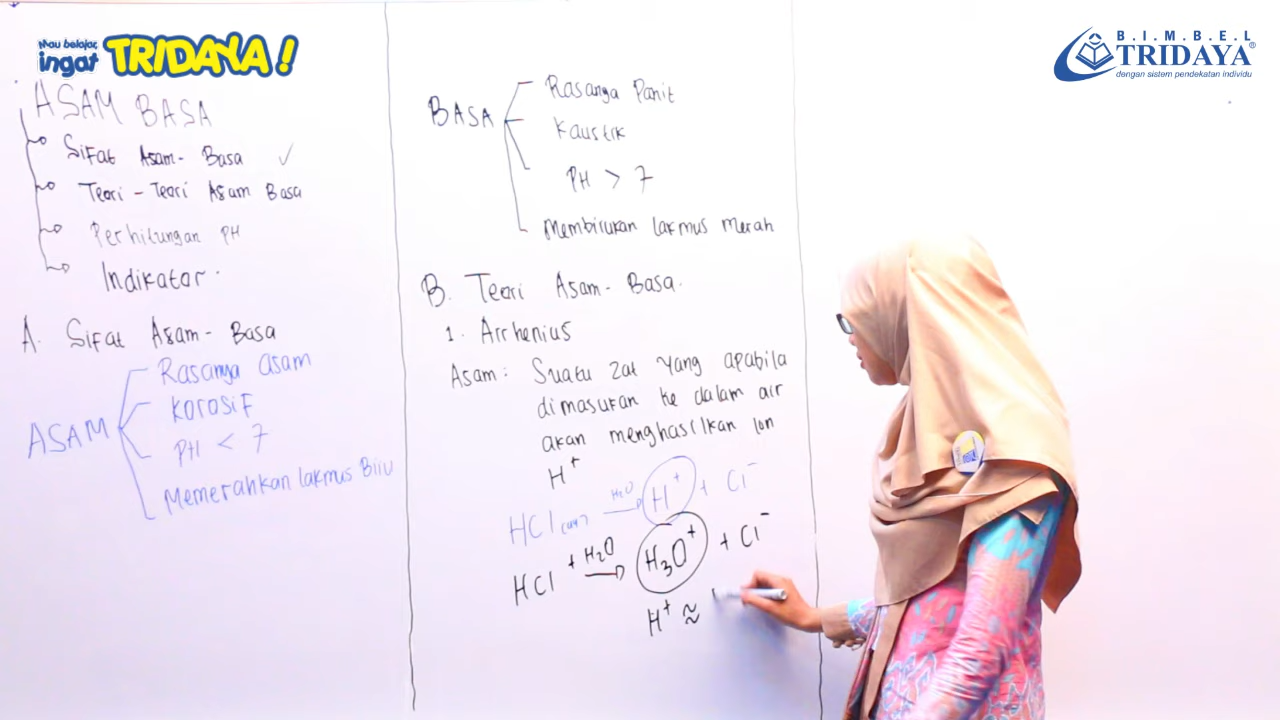 Mau belajar,
ingat TRIDAYA!
B.I.M.B.E.L
TRIDAYA®
dengan sistem pendekatan individu
ASAM BASA
Sifat Asam-Basa ✓
Teori-Teori Asam Basa
Perhitungan PH
Indikator.
A. Sifat Asam-Basa
ASAM
Rasanya asam
Korosif
PH < 7
Memerahkan lakmus Biru
BASA
Rasanya Pahit
Kaustik
PH > 7
Membirukan lakmus merah
B. Teori Asam-Basa.
1. Arrhenius
Asam: Suatu zat yang apabila
dimasukan ke dalam air
akan menghasilkan Ion
H⁺
H₂O
HCl → H⁺ + Cl⁻
HCl + H₂O → H₃O⁺ + Cl⁻
H⁺ ≈